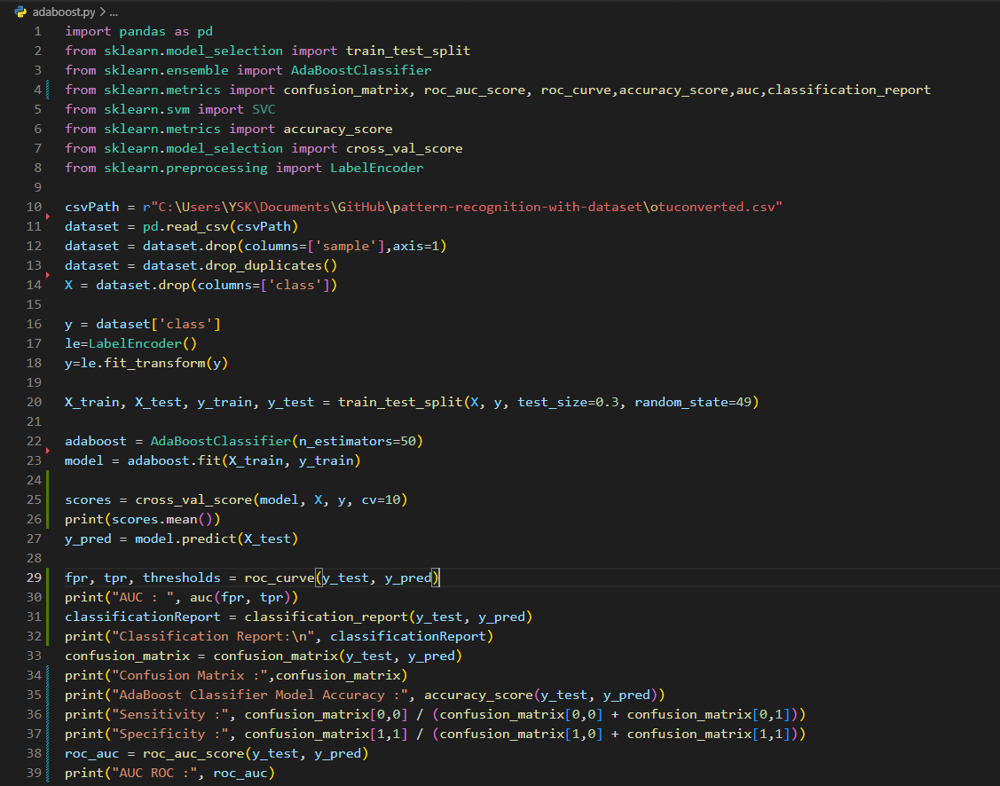 adaboost.py > ...
1 import pandas as pd
2 from sklearn.model_selection import train_test_split
3 from sklearn.ensemble import AdaBoostClassifier
4 from sklearn.metrics import confusion_matrix, roc_auc_score, roc_curve,accuracy_score,auc,classification_report
5 from sklearn.svm import SVC
6 from sklearn.metrics import accuracy_score
7 from sklearn.model_selection import cross_val_score
8 from sklearn.preprocessing import LabelEncoder
9
10 csvPath = r"C:\Users\YSK\Documents\GitHub\pattern-recognition-with-dataset\otuconverted.csv"
11 dataset = pd.read_csv(csvPath)
12 dataset = dataset.drop(columns=['sample'],axis=1)
13 dataset = dataset.drop_duplicates()
14 X = dataset.drop(columns=['class'])
15
16 y = dataset['class']
17 le=LabelEncoder()
18 y=le.fit_transform(y)
19
20 X_train, X_test, y_train, y_test = train_test_split(X, y, test_size=0.3, random_state=49)
21
22 adaboost = AdaBoostClassifier(n_estimators=50)
23 model = adaboost.fit(X_train, y_train)
24
25 scores = cross_val_score(model, X, y, cv=10)
26 print(scores.mean())
27 y_pred = model.predict(X_test)
28
29 fpr, tpr, thresholds = roc_curve(y_test, y_pred)
30 print("AUC : ", auc(fpr, tpr))
31 classificationReport = classification_report(y_test, y_pred)
32 print("Classification Report:\n", classificationReport)
33 confusion_matrix = confusion_matrix(y_test, y_pred)
34 print("Confusion Matrix :",confusion_matrix)
35 print("AdaBoost Classifier Model Accuracy :", accuracy_score(y_test, y_pred))
36 print("Sensitivity :", confusion_matrix[0,0] / (confusion_matrix[0,0] + confusion_matrix[0,1]))
37 print("Specificity :", confusion_matrix[1,1] / (confusion_matrix[1,0] + confusion_matrix[1,1]))
38 roc_auc = roc_auc_score(y_test, y_pred)
39 print("AUC ROC :", roc_auc)